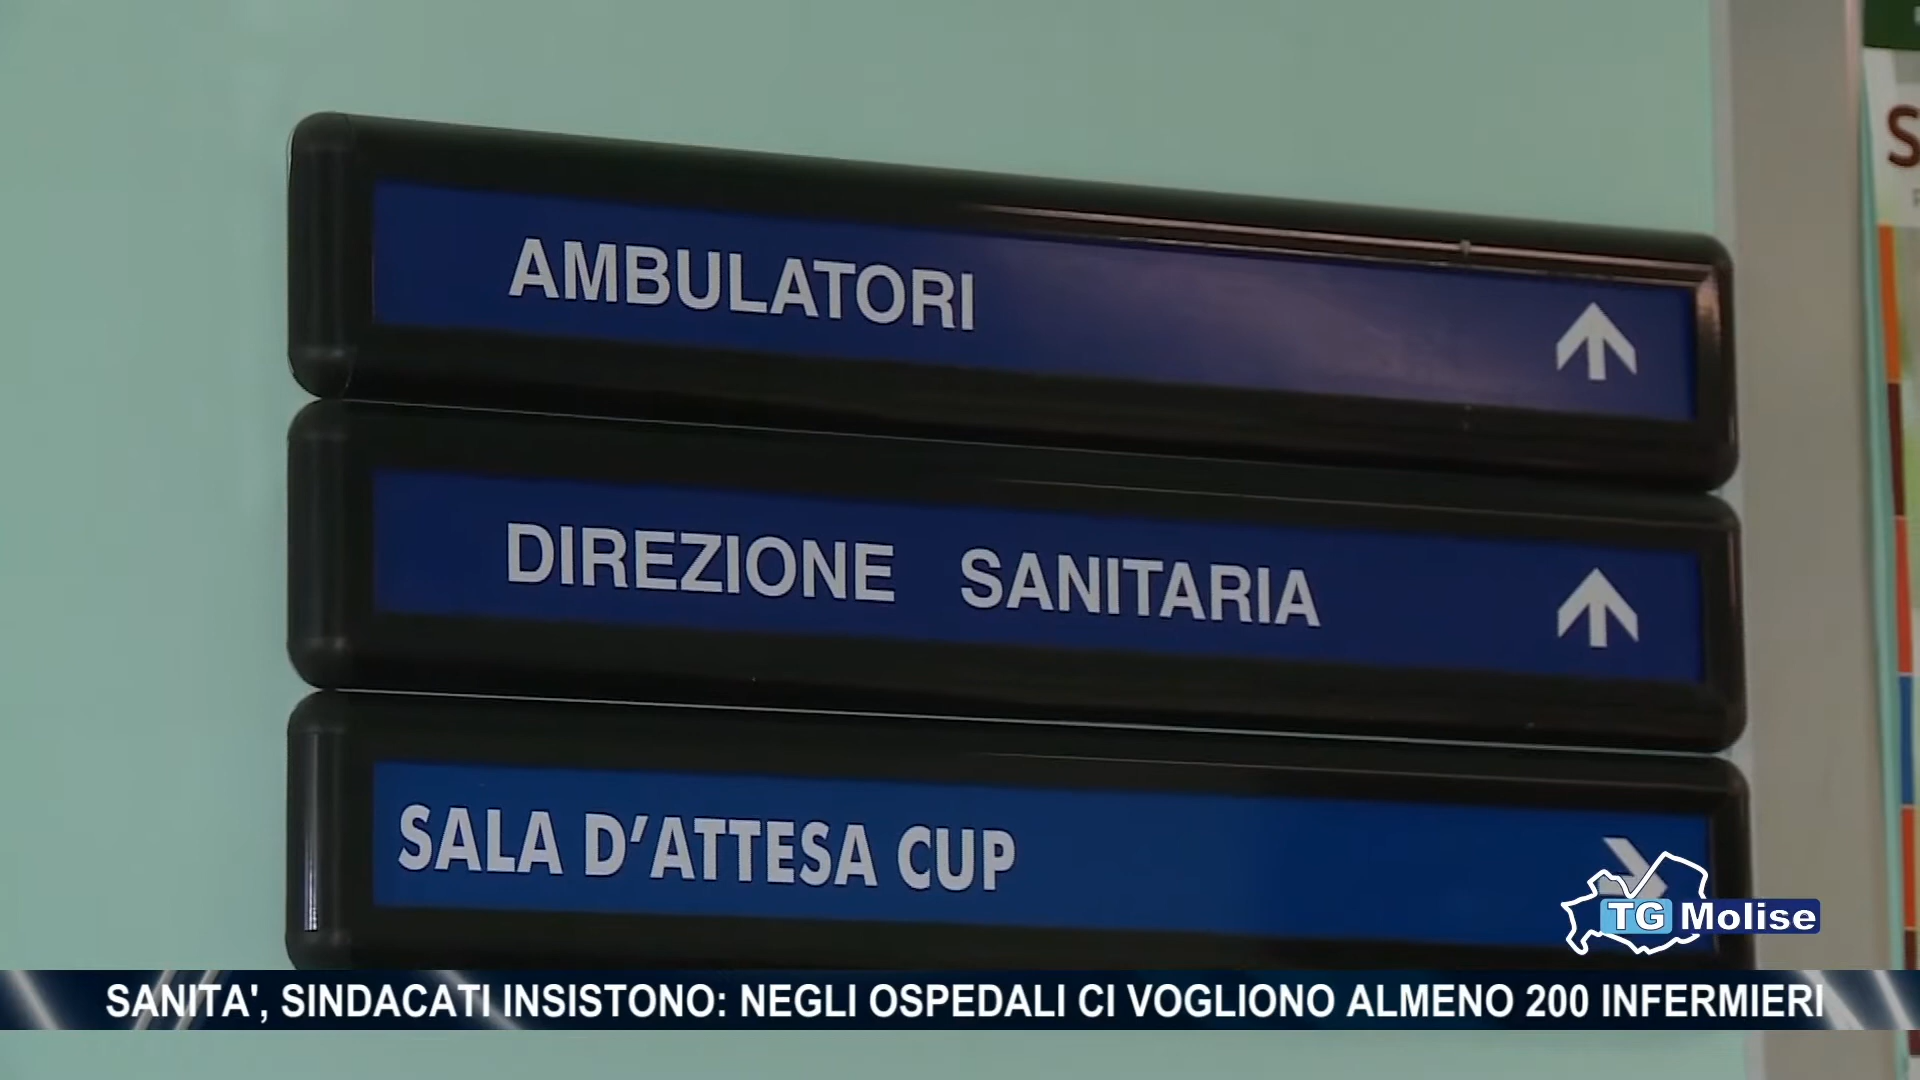 AMBULATORI
DIREZIONE SANITARIA
SALA D'ATTESA CUP
TG Molise
SANITA', SINDACATI INSISTONO: NEGLI OSPEDALI CI VOGLIONO ALMENO 200 INFERMIERI